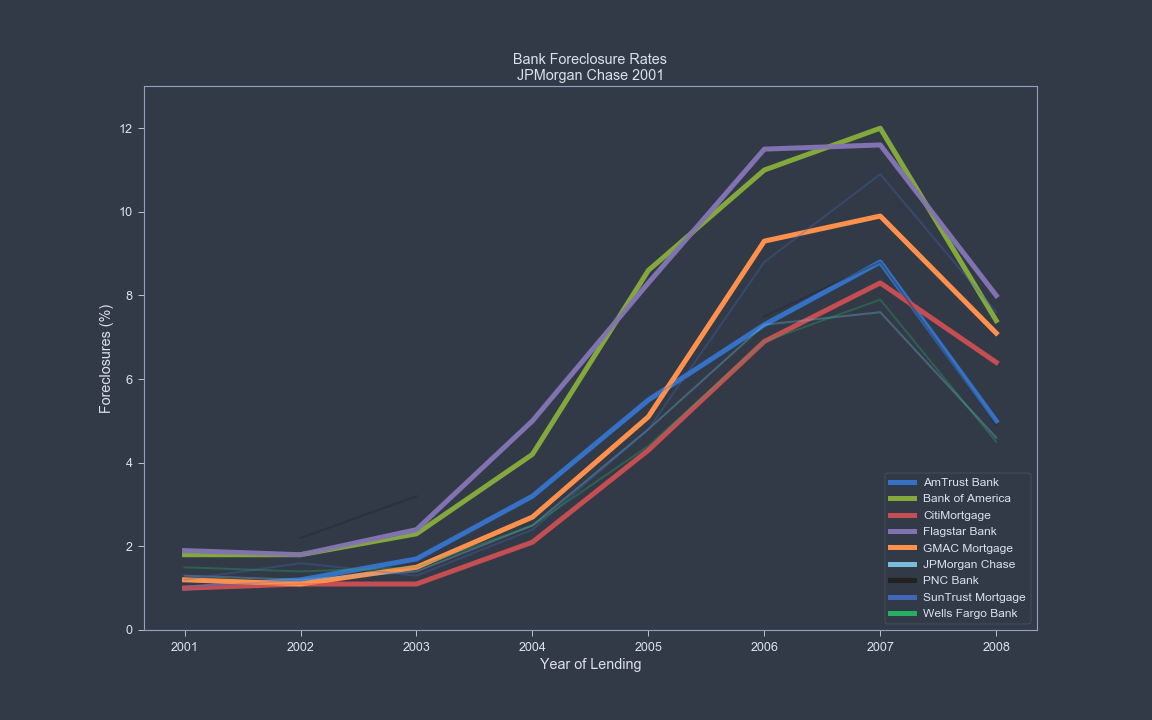 Bank Foreclosure Rates
JPMorgan Chase 2001
12
10
8
6
4
2
0
Foreclosures (%)
2001 2002 2003 2004 2005 2006 2007 2008
Year of Lending
AmTrust Bank
Bank of America
CitiMortgage
Flagstar Bank
GMAC Mortgage
JPMorgan Chase
PNC Bank
SunTrust Mortgage
Wells Fargo Bank